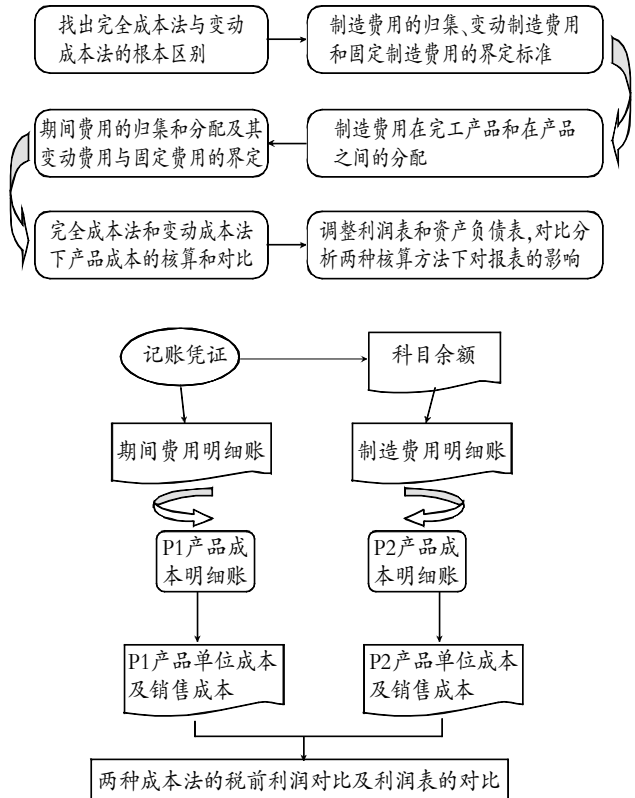 找出完全成本法与变动
成本法的根本区别
制造费用的归集、变动制造费用
和固定制造费用的界定标准
制造费用在完工产品和在产品
之间的分配
期间费用的归集和分配及其
变动费用与固定费用的界定
完全成本法和变动成本法
下产品成本的核算和对比
调整利润表和资产负债表,对比分
析两种核算方法下对报表的影响
记账凭证
科目余额
期间费用明细账
制造费用明细账
P1产品成
本明细账
P2产品成
本明细账
P1产品单位成本
及销售成本
P2产品单位成本
及销售成本
两种成本法的税前利润对比及利润表的对比